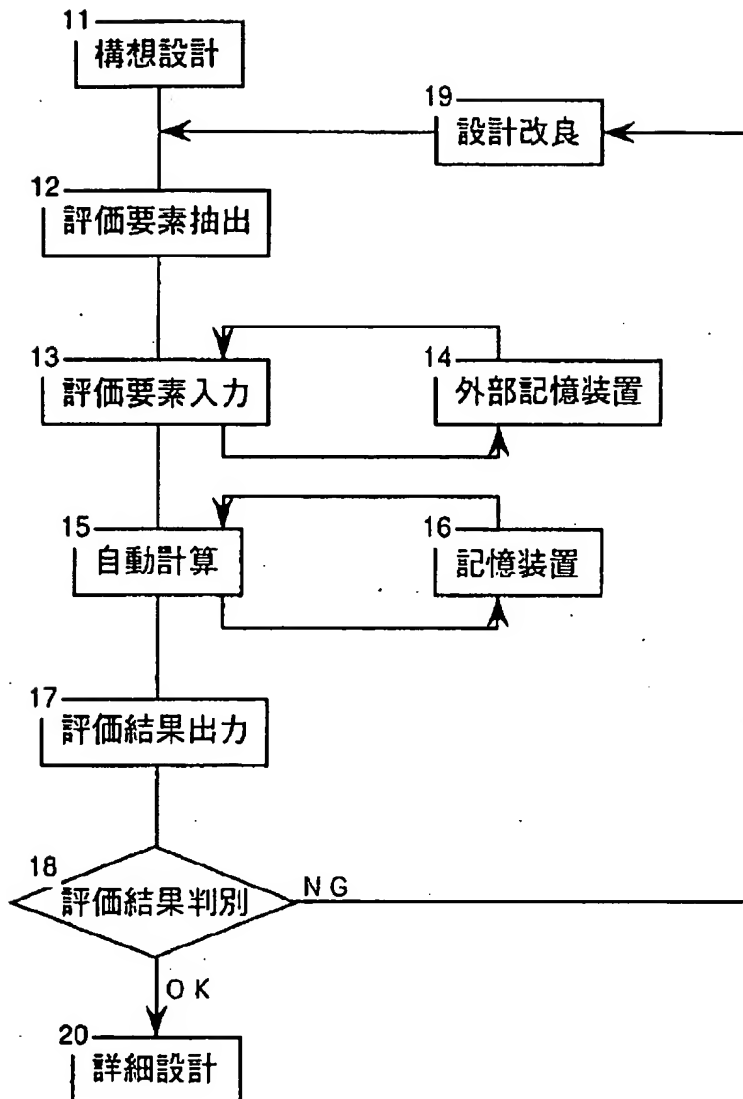 11
構想設計
19
設計改良
12
評価要素抽出
13
評価要素入力
14
外部記憶装置
15
自動計算
16
記憶装置
17
評価結果出力
18
評価結果判別
NG
OK
20
詳細設計